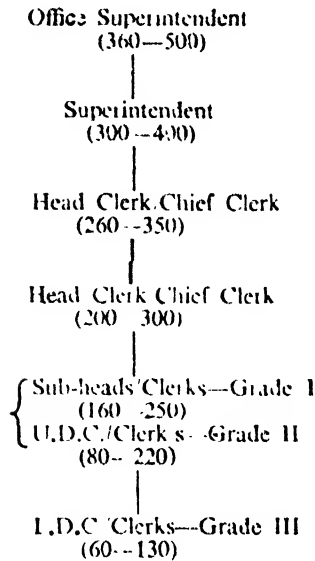 Office Superintendent
(360—500)
Superintendent
(300--400)
Head Clerk/Chief Clerk
(260--350)
Head Clerk Chief Clerk
(200 300)
Sub-heads/Clerks—Grade I
(160 -250)
U.D.C./Clerks--Grade II
(80--220)
L.D.C/Clerks—Grade III
(60--130)